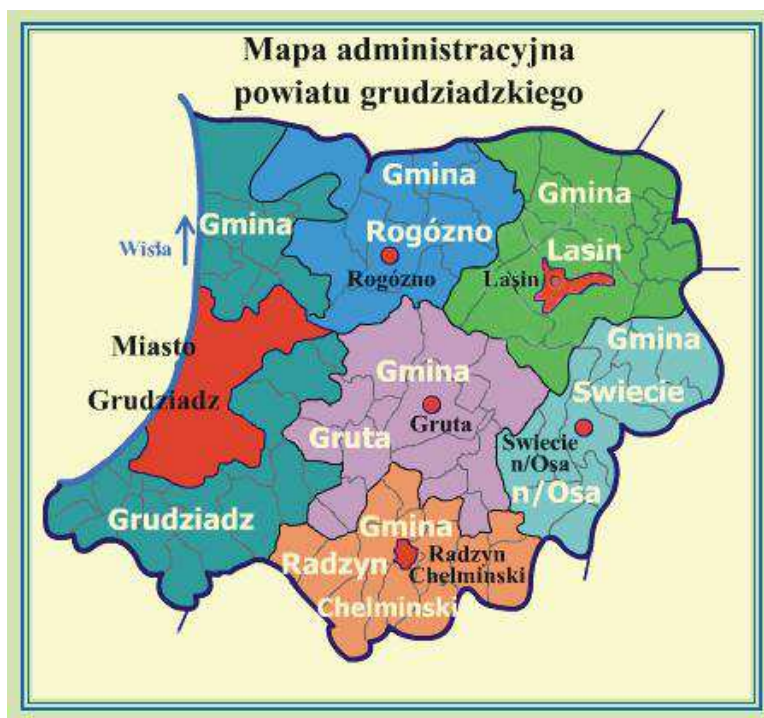 Mapa administracyjna
powiatu grudziadzkiego
Gmina
Rogózno
Rogózno
Gmina
Lasin
Lasin
Gmina
Wisła
Miasto
Grudziadz
Gmina
Gruta
Gruta
Gmina
Swiecie
Swiecie
n/Osa
n/Osa
Grudziadz
Gmina
Radzyn
Chelminski
Radzyn
Chelminski